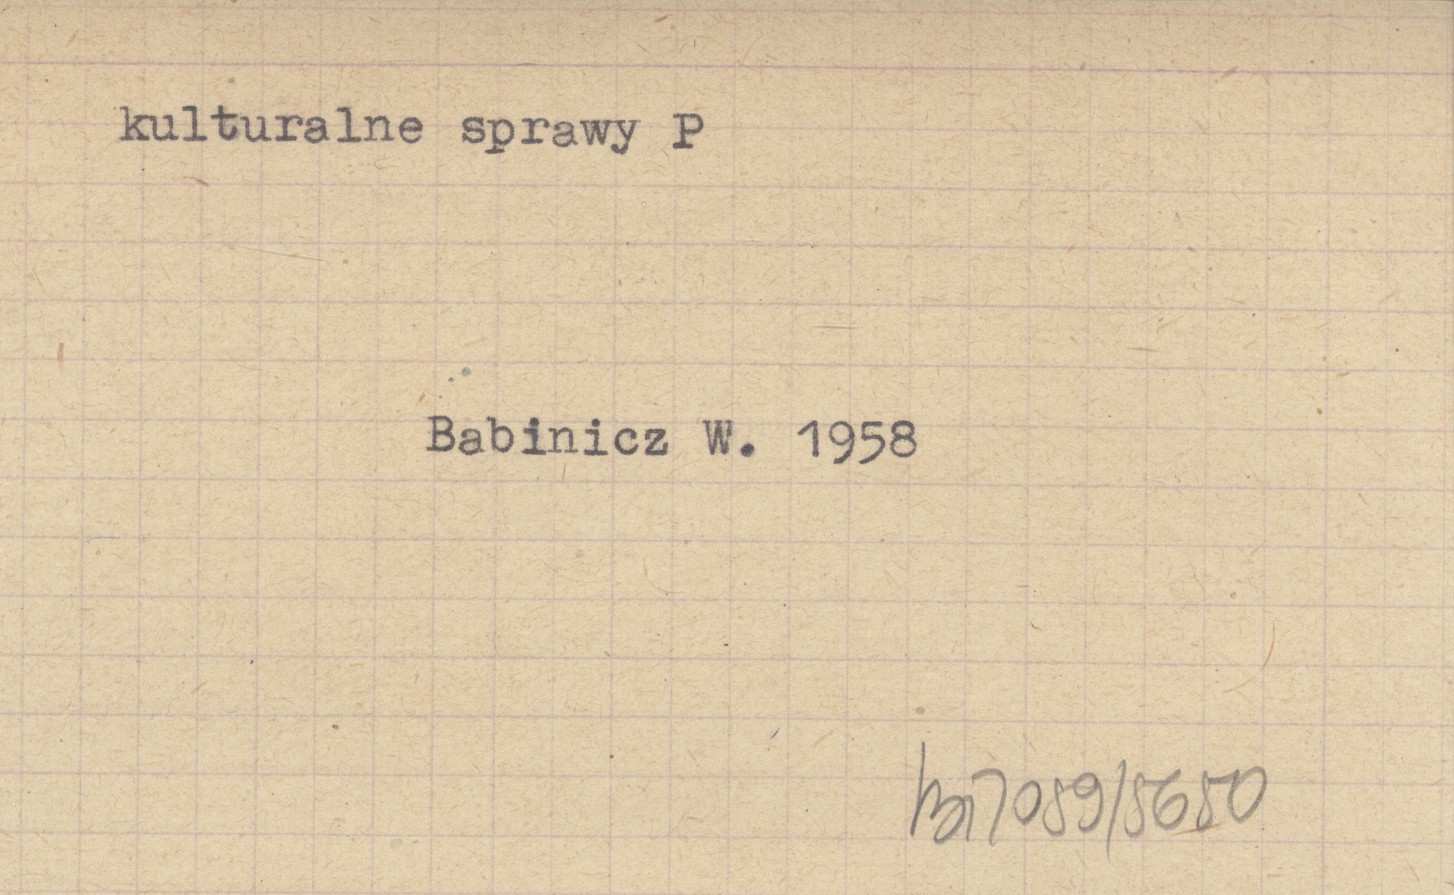 kulturalne sprawy P
Babinicz W. 1958